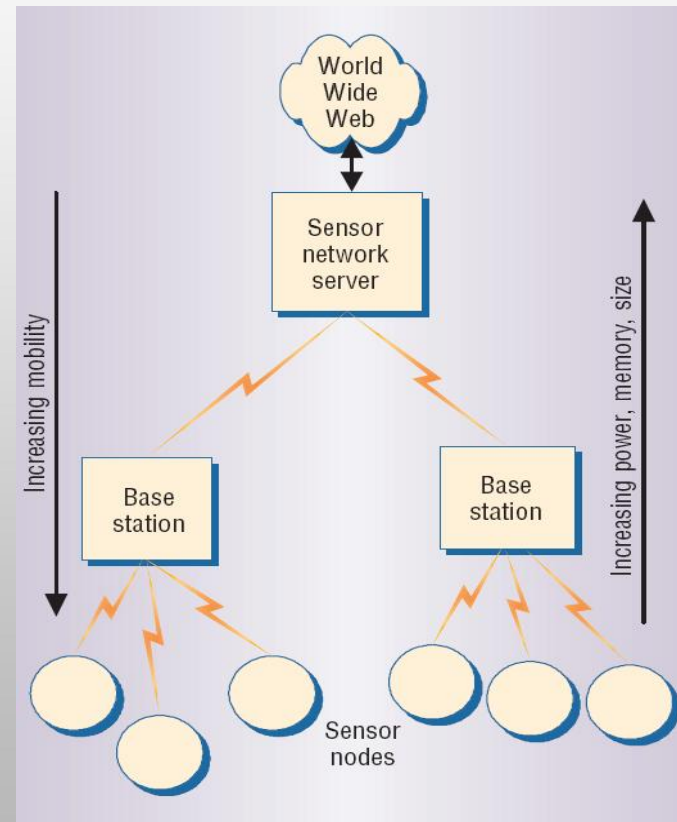 World
Wide
Web
Sensor
network
server
Increasing mobility
Increasing power, memory, size
Base
station
Base
station
Sensor
nodes